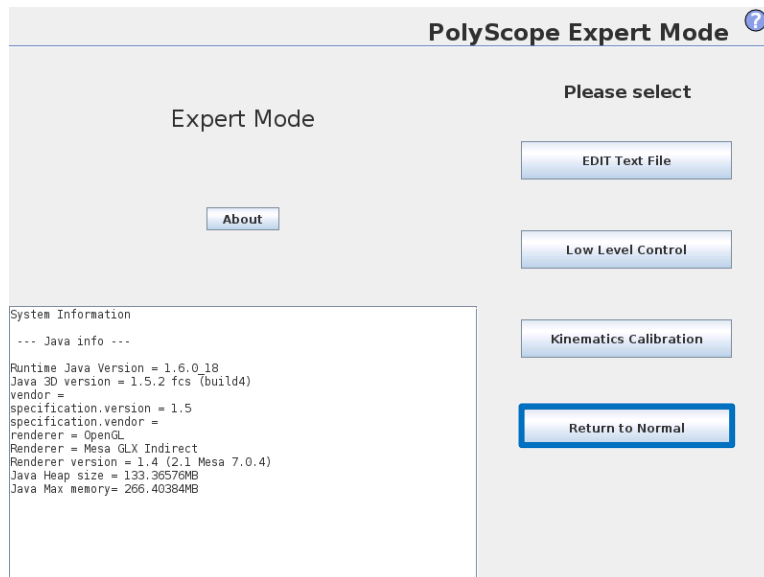 PolyScope Expert Mode ?
Expert Mode
About
Please select
EDIT Text File
Low Level Control
Kinematics Calibration
Return to Normal
System Information
--- Java info ---
Runtime Java Version = 1.6.0_18
Java 3D version = 1.5.2 fcs (build4)
vendor =
specification.version = 1.5
specification.vendor =
renderer = OpenGL
Renderer = Mesa GLX Indirect
Renderer version = 1.4 (2.1 Mesa 7.0.4)
Java Heap size = 133.36576MB
Java Max memory= 266.40384MB